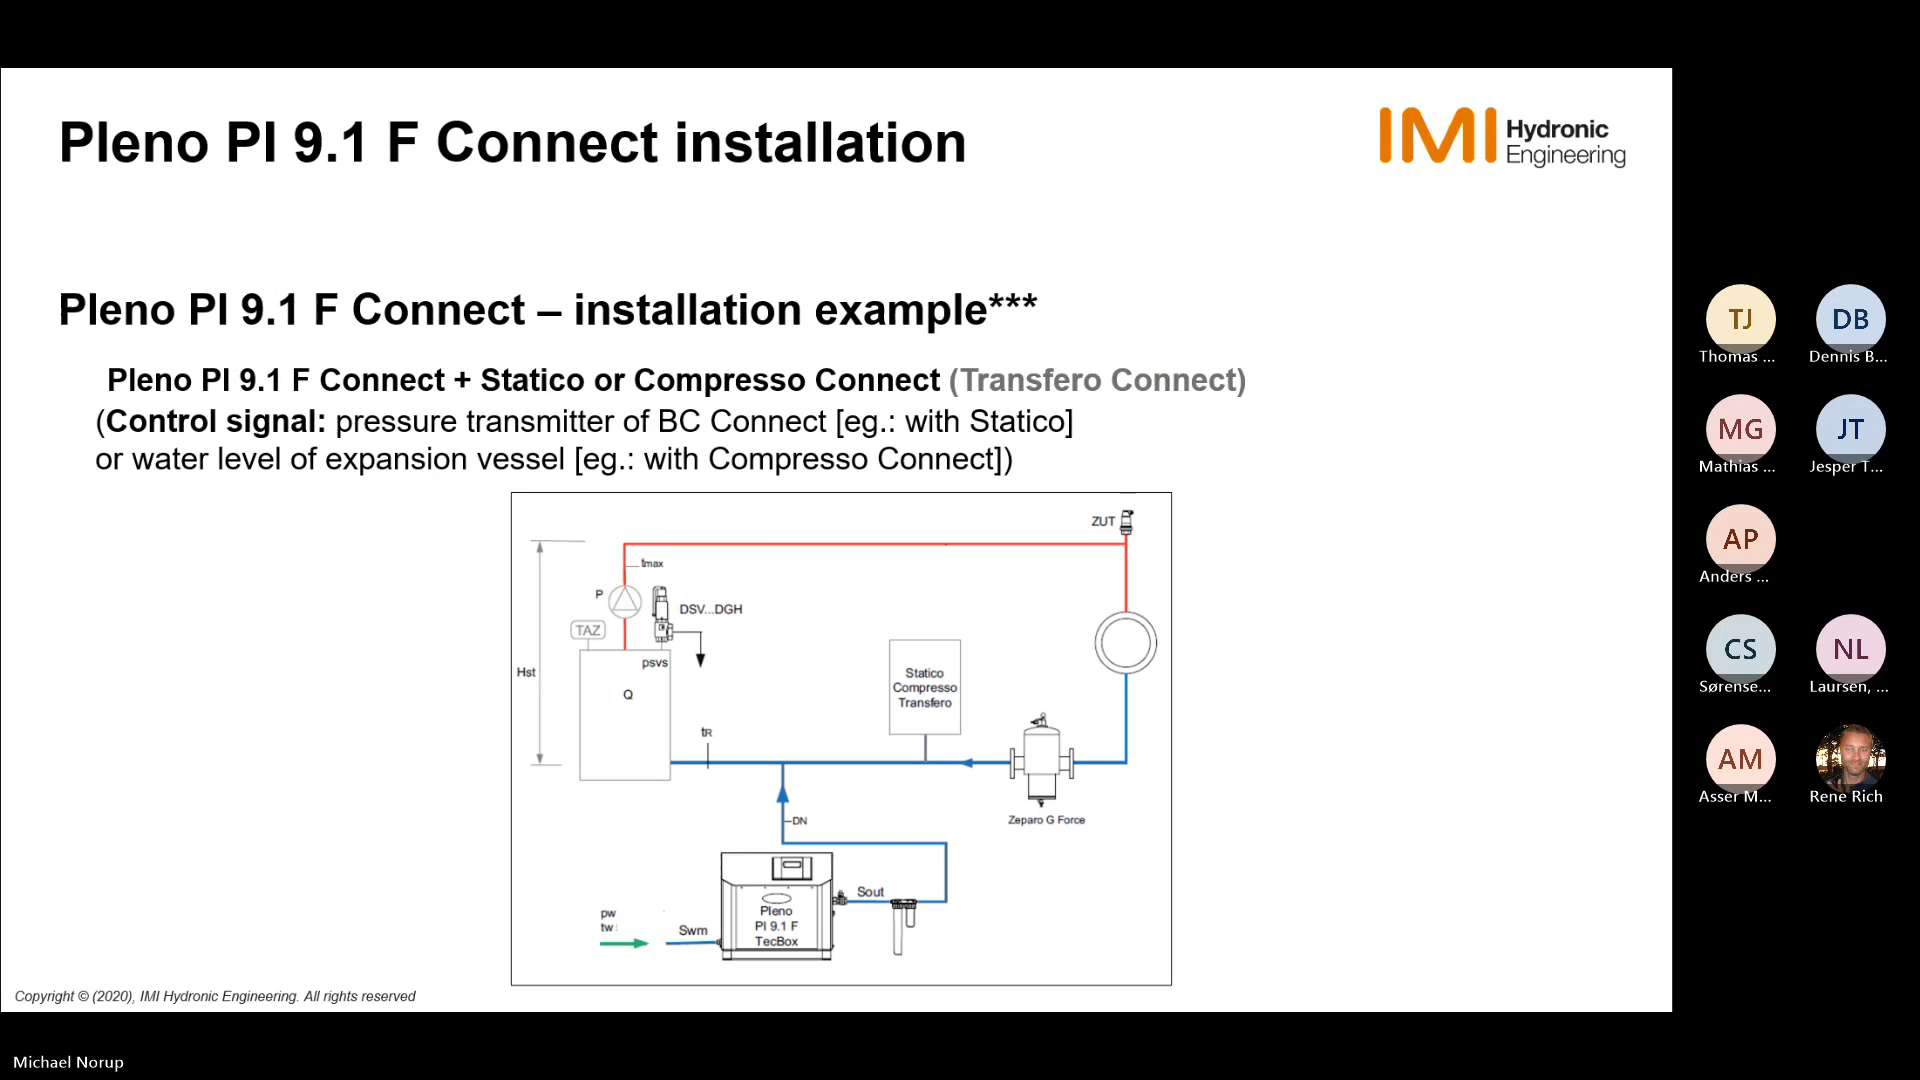 Pleno PI 9.1 F Connect installation
IMI Hydronic
Engineering
Pleno PI 9.1 F Connect – installation example***
Pleno PI 9.1 F Connect + Statico or Compresso Connect (Transfero Connect)
(Control signal: pressure transmitter of BC Connect [eg.: with Statico]
or water level of expansion vessel [eg.: with Compresso Connect])
ZUT
tmax
P
DSV...DGH
TAZ
psvs
Hst
Q
Statico
Compresso
Transfero
tR
DN
Zeparo G Force
Sout
pw
tw
Swm
Pleno
PI 9.1 F
TecBox
Copyright © (2020), IMI Hydronic Engineering. All rights reserved
TJ
Thomas ...
DB
Dennis B...
MG
Mathias ...
JT
Jesper T...
AP
Anders ...
CS
Sørense...
NL
Laursen, ...
AM
Asser M...
Rene Rich
Michael Norup